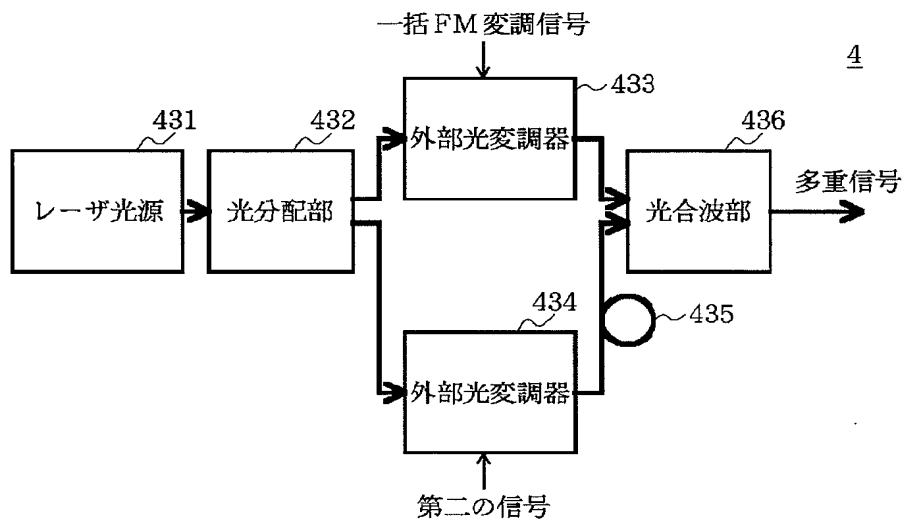 一括FM変調信号
4
431
432
433
436
レーザ光源
光分配部
外部光変調器
光合波部
多重信号
434
435
外部光変調器
第二の信号